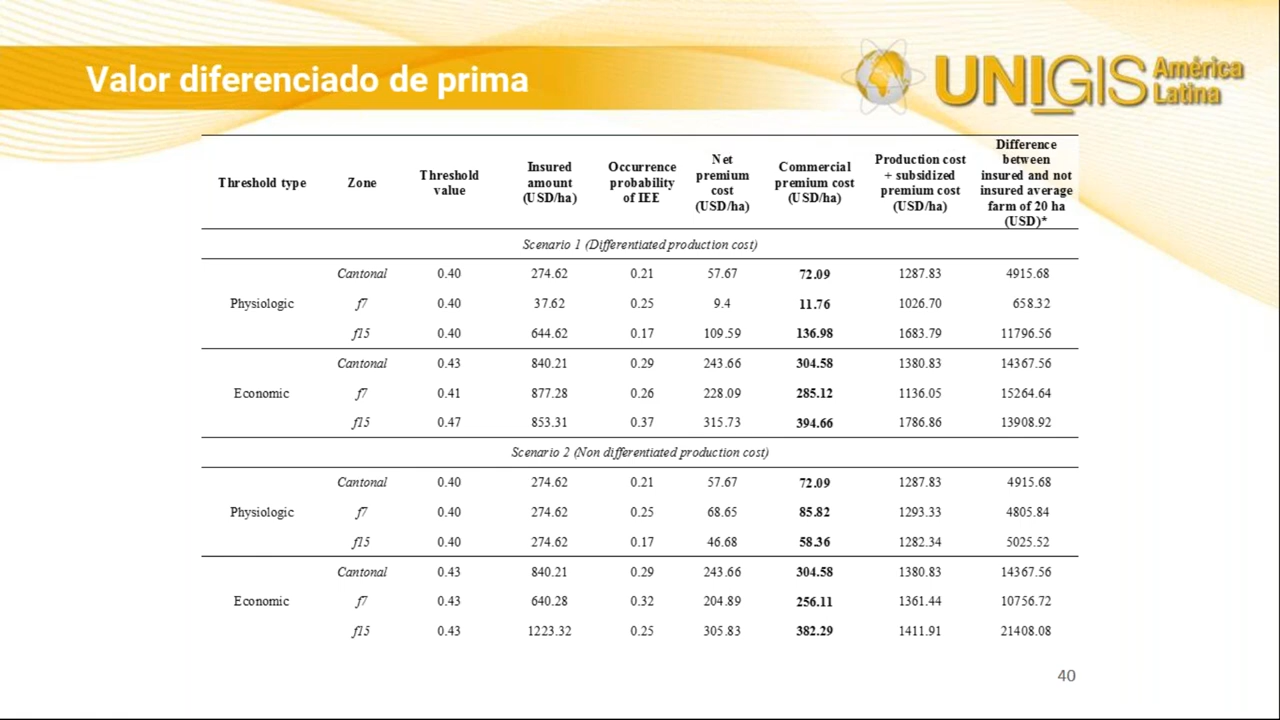 Valor diferenciado de prima
UNIGIS América Latina
Threshold type Zone Threshold value Insured amount (USD/ha) Occurrence probability of IEE Net premium cost (USD/ha) Commercial premium cost (USD/ha) Production cost + subsidized premium cost (USD/ha) Difference between insured and not insured average farm of 20 ha (USD)*
Scenario 1 (Differentiated production cost)
Cantonal 0.40 274.62 0.21 57.67 72.09 1287.83 4915.68
Physiologic f7 0.40 37.62 0.25 9.4 11.76 1026.70 658.32
f15 0.40 644.62 0.17 109.59 136.98 1683.79 11796.56
Cantonal 0.43 840.21 0.29 243.66 304.58 1380.83 14367.56
Economic f7 0.41 877.28 0.26 228.09 285.12 1136.05 15264.64
f15 0.47 853.31 0.37 315.73 394.66 1786.86 13908.92
Scenario 2 (Non differentiated production cost)
Cantonal 0.40 274.62 0.21 57.67 72.09 1287.83 4915.68
Physiologic f7 0.40 274.62 0.25 68.65 85.82 1293.33 4805.84
f15 0.40 274.62 0.17 46.68 58.36 1282.34 5025.52
Cantonal 0.43 840.21 0.29 243.66 304.58 1380.83 14367.56
Economic f7 0.43 640.28 0.32 204.89 256.11 1361.44 10756.72
f15 0.43 1223.32 0.25 305.83 382.29 1411.91 21408.08
40